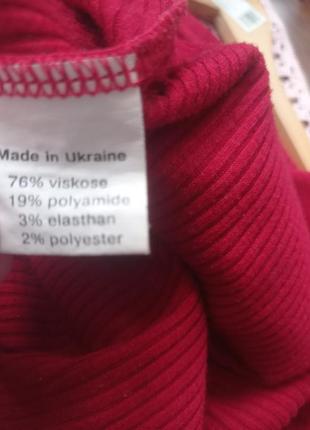 Made in Ukraine
76% viskose
19% polyamide
3% elasthan
2% polyester